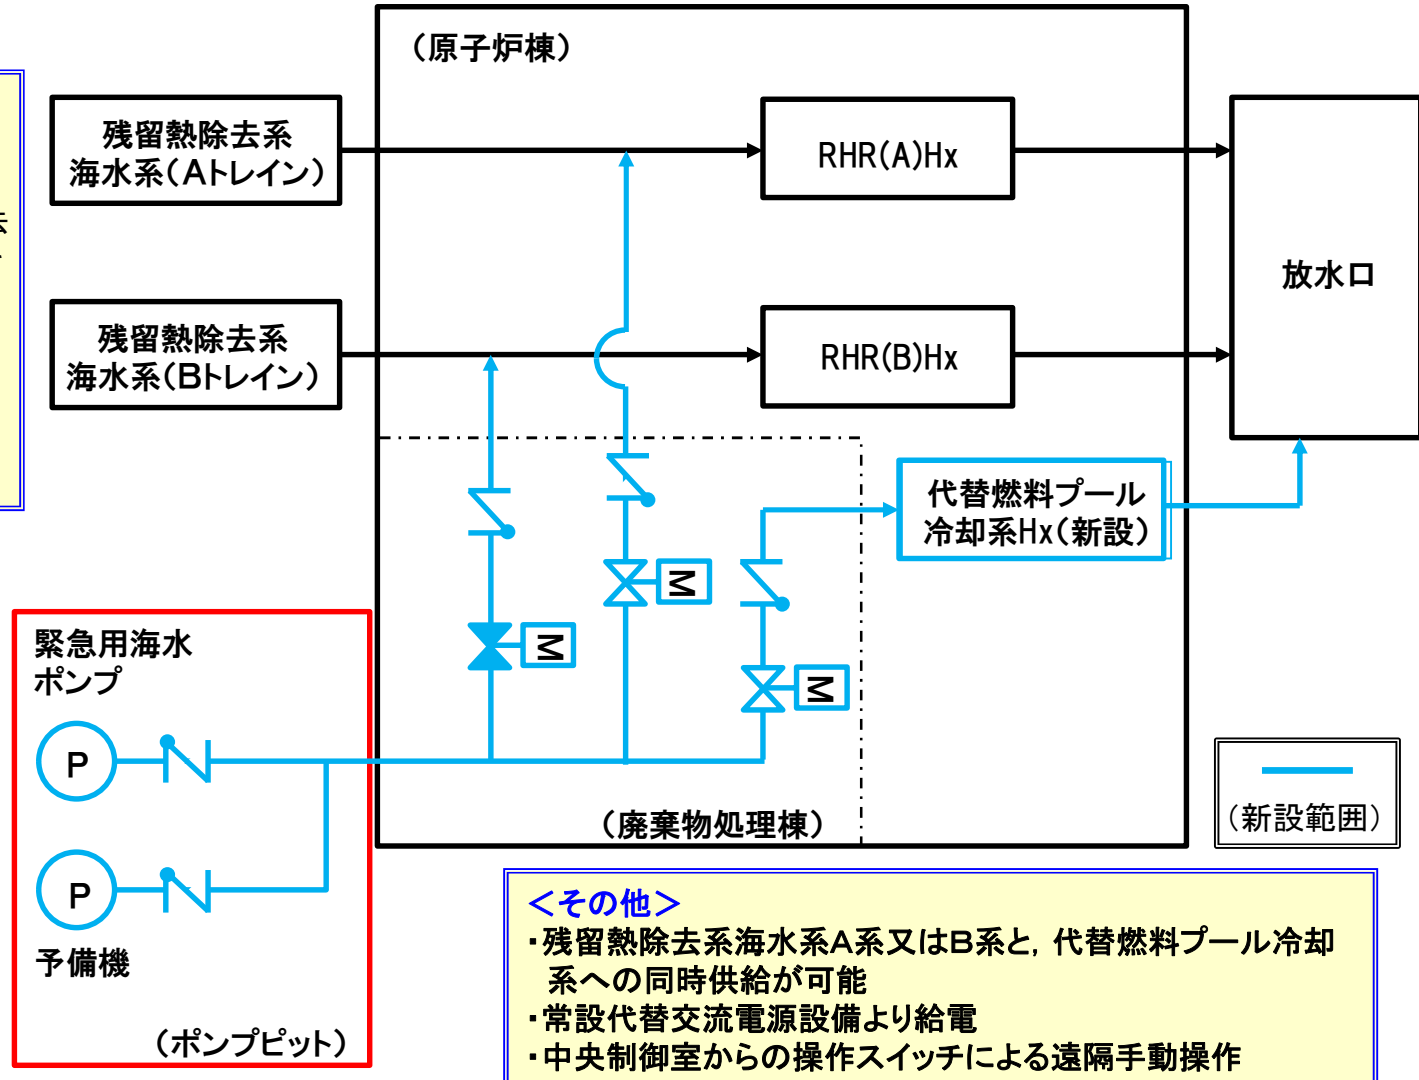 (原子炉棟)
残留熱除去系
海水系(Aトレイン)
RHR(A)Hx
放水口
残留熱除去系
海水系(Bトレイン)
RHR(B)Hx
代替燃料プール
冷却系Hx(新設)
M
M
M
緊急用海水
ポンプ
P
P
予備機
(ポンプピット)
(廃棄物処理棟)
(新設範囲)
<その他>
・残留熱除去系海水系A系又はB系と，代替燃料プール冷却
系への同時供給が可能
・常設代替交流電源設備より給電
・中央制御室からの操作スイッチによる遠隔手動操作